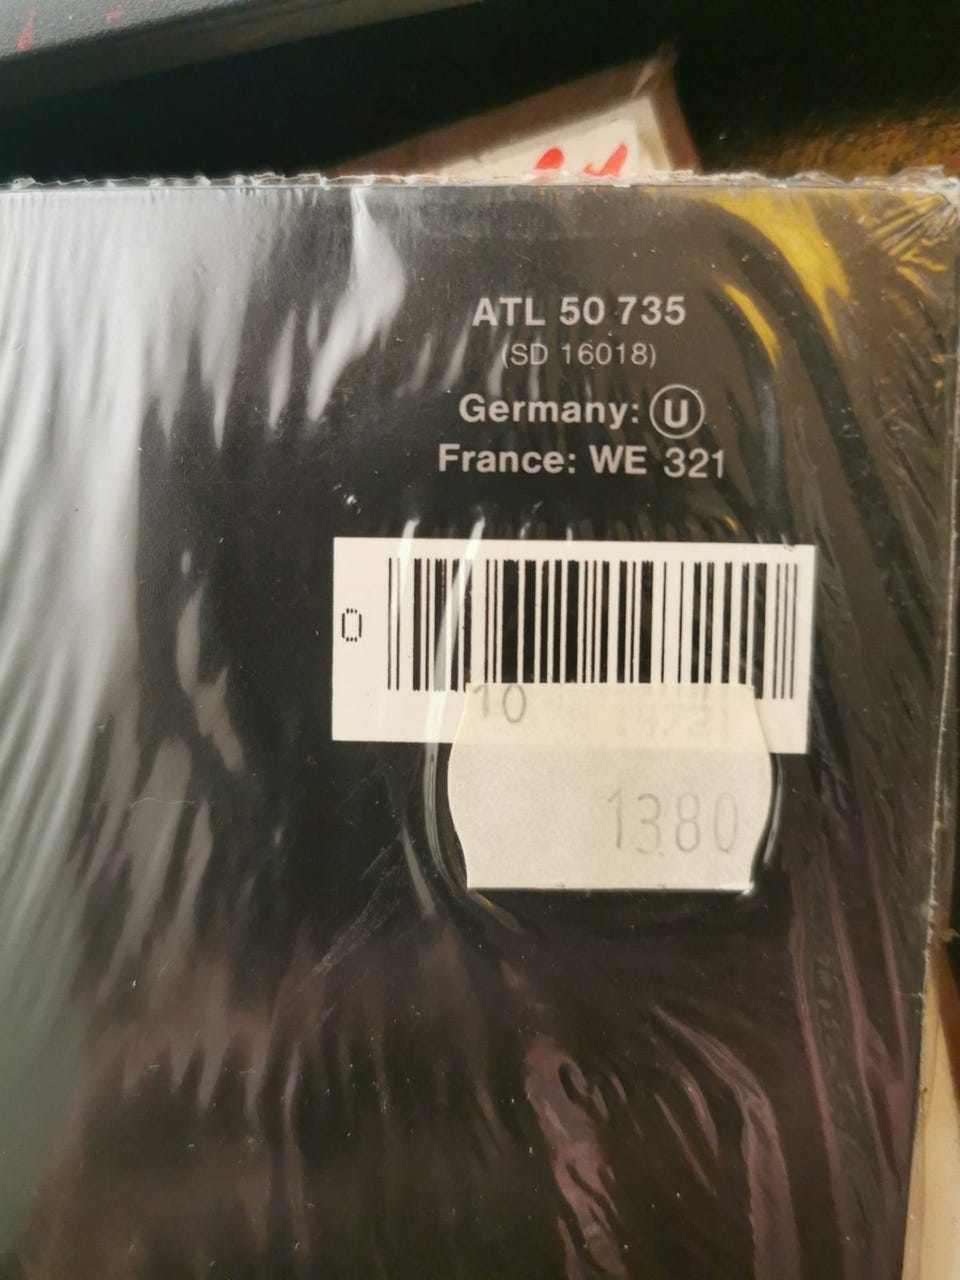 ATL 50 735
(SD 16018)
Germany: U
France: WE 321
0
10
1380